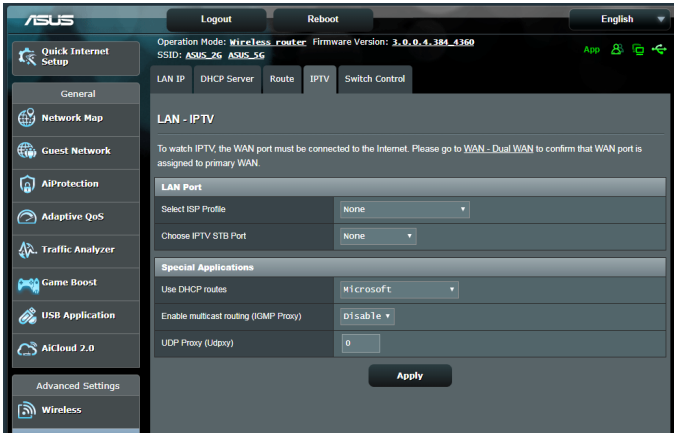 ASUS
Logout
Reboot
English
Quick Internet
Setup
Operation Mode: Wireless router Firmware Version: 3.0.0.4.384_4360
SSID: ASUS_2G ASUS_5G
App
LAN IP DHCP Server Route IPTV Switch Control
General
Network Map
Guest Network
AiProtection
Adaptive QoS
Traffic Analyzer
Game Boost
USB Application
AiCloud 2.0
Advanced Settings
Wireless
LAN - IPTV
To watch IPTV, the WAN port must be connected to the Internet. Please go to WAN - Dual WAN to confirm that WAN port is
assigned to primary WAN.
LAN Port
Select ISP Profile None
Choose IPTV STB Port None
Special Applications
Use DHCP routes Microsoft
Enable multicast routing (IGMP Proxy) Disable
UDP Proxy (Udpxy) 0
Apply